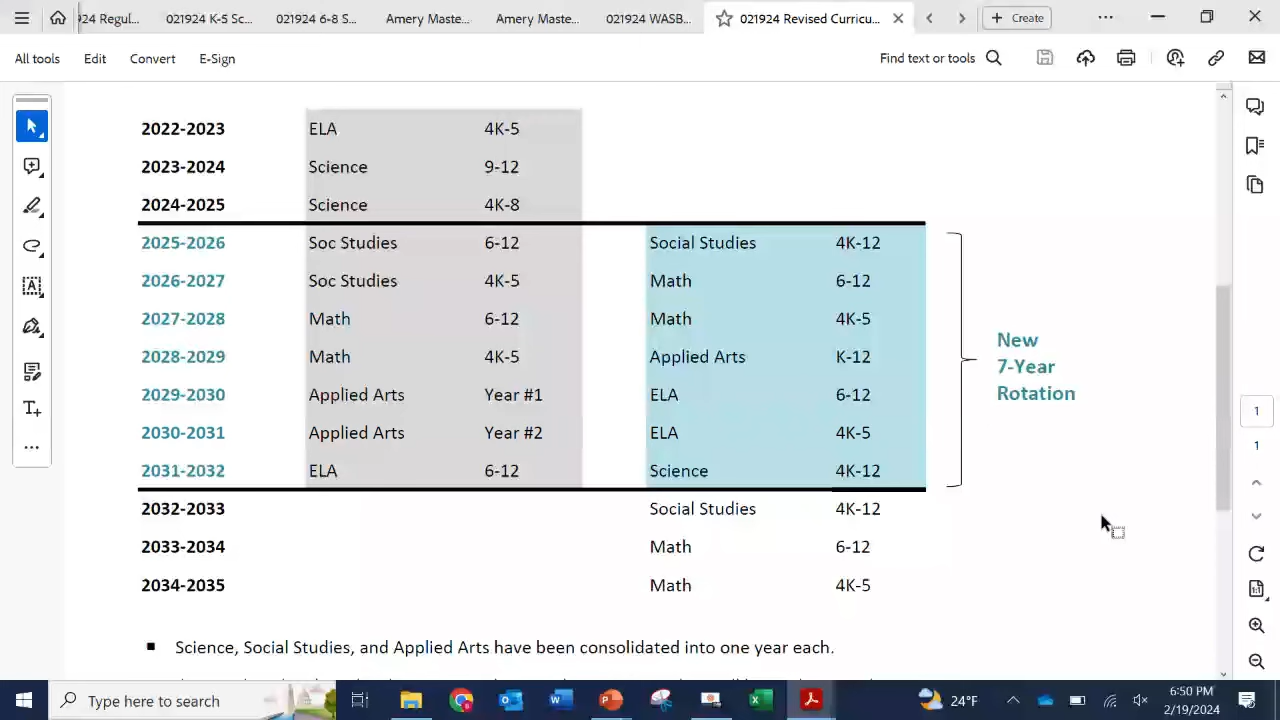 24 Regul...
021924 K-5 Sc...
021924 6-8 S...
Amery Maste...
Amery Maste...
021924 WASB...
021924 Revised Curricu...
Create
All tools
Edit
Convert
E-Sign
Find text or tools
2022-2023 ELA 4K-5
2023-2024 Science 9-12
2024-2025 Science 4K-8
2025-2026 Soc Studies 6-12 Social Studies 4K-12
2026-2027 Soc Studies 4K-5 Math 6-12
2027-2028 Math 6-12 Math 4K-5
2028-2029 Math 4K-5 Applied Arts K-12
2029-2030 Applied Arts Year #1 ELA 6-12
2030-2031 Applied Arts Year #2 ELA 4K-5
2031-2032 ELA 6-12 Science 4K-12
New
7-Year
Rotation
2032-2033 Social Studies 4K-12
2033-2034 Math 6-12
2034-2035 Math 4K-5
▪ Science, Social Studies, and Applied Arts have been consolidated into one year each.
1
1
Type here to search
24°F
6:50 PM
2/19/2024